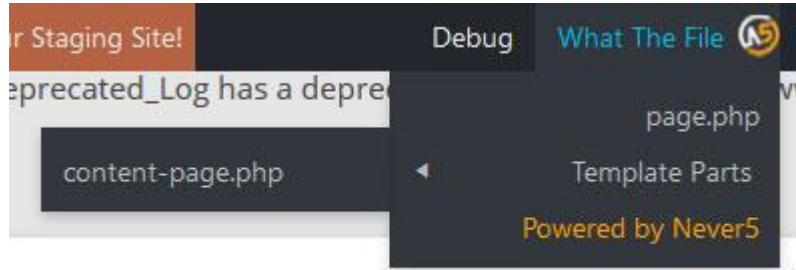 r Staging Site!
Debug
What The File
eprecated_Log has a depre
page.php
content-page.php
Template Parts
Powered by Never5